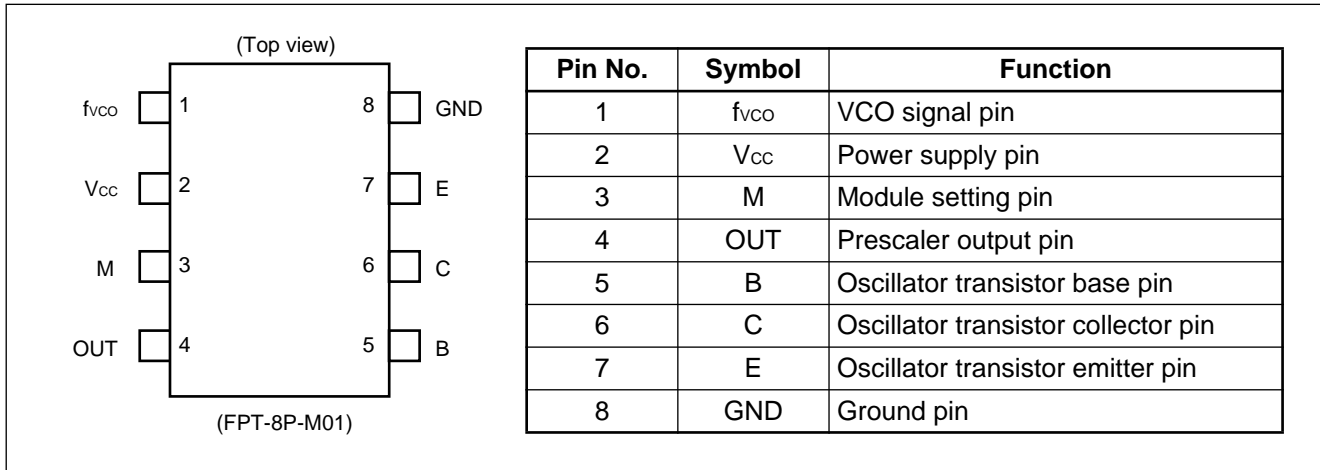 (Top view)
fVCO 1 8 GND
VCC 2 7 E
M 3 6 C
OUT 4 5 B
(FPT-8P-M01)
Pin No. Symbol Function
1 fVCO VCO signal pin
2 VCC Power supply pin
3 M Module setting pin
4 OUT Prescaler output pin
5 B Oscillator transistor base pin
6 C Oscillator transistor collector pin
7 E Oscillator transistor emitter pin
8 GND Ground pin